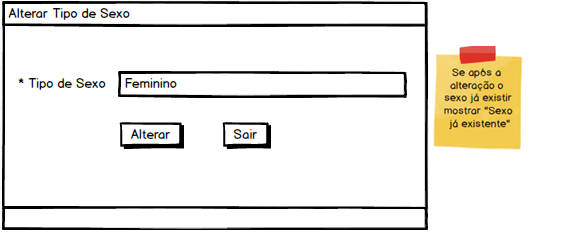 Alterar Tipo de Sexo
* Tipo de Sexo
Feminino
Alterar
Sair
Se após a
alteração o
sexo já existir
mostrar "Sexo
já existente"